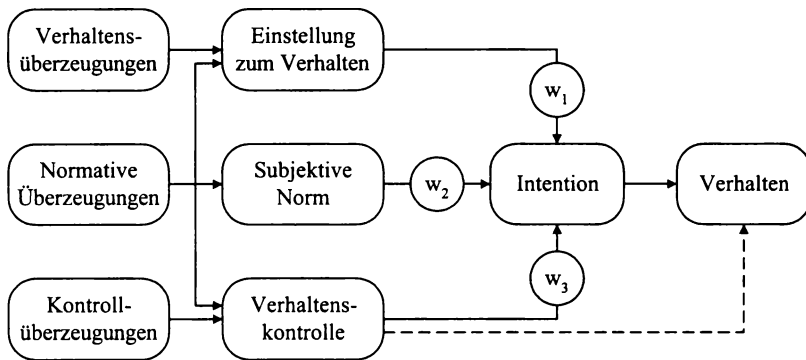 Verhaltens-
überzeugungen
Einstellung
zum Verhalten
w1
Normative
Überzeugungen
Subjektive
Norm
w2
Intention
Verhalten
w3
Kontroll-
überzeugungen
Verhaltens-
kontrolle